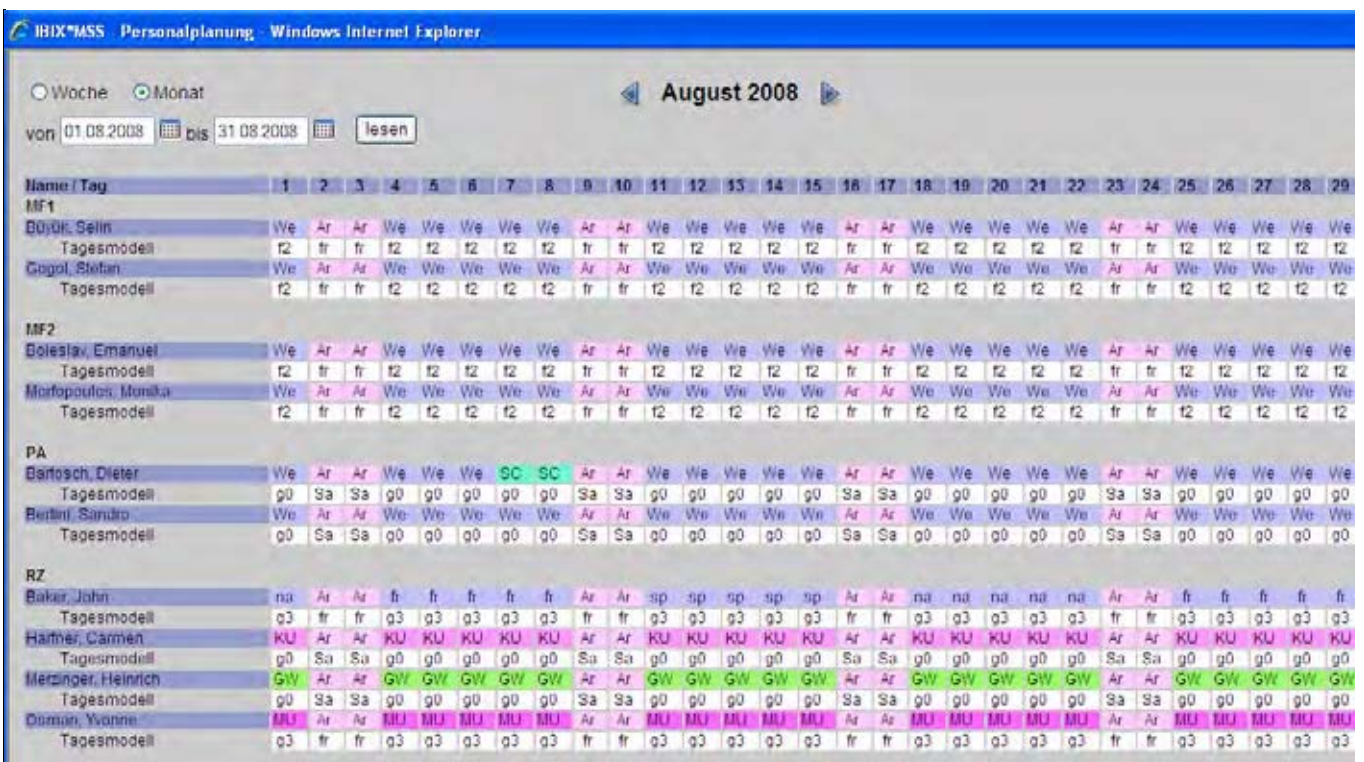 IBIX*MSS Personalplanung Windows Internet Explorer
Woche Monat August 2008
von 01.08.2008 bis 31.08.2008 lesen
Name / Tag 1 2 3 4 5 6 7 8 9 10 11 12 13 14 15 16 17 18 19 20 21 22 23 24 25 26 27 28 29
MF1
Büyük, Selin We Ar Ar We We We We We Ar Ar We We We We We Ar Ar We We We We We Ar Ar We We We We We
Tagesmodell f2 fr fr f2 f2 f2 f2 f2 fr fr f2 f2 f2 f2 f2 fr fr f2 f2 f2 f2 f2 fr fr f2 f2 f2 f2 f2
Gogol, Stefan We Ar Ar We We We We We Ar Ar We We We We We Ar Ar We We We We We Ar Ar We We We We We
Tagesmodell f2 fr fr f2 f2 f2 f2 f2 fr fr f2 f2 f2 f2 f2 fr fr f2 f2 f2 f2 f2 fr fr f2 f2 f2 f2 f2
MF2
Boleslav, Emanuel We Ar Ar We We We We We Ar Ar We We We We We Ar Ar We We We We We Ar Ar We We We We We
Tagesmodell f2 fr fr f2 f2 f2 f2 f2 fr fr f2 f2 f2 f2 f2 fr fr f2 f2 f2 f2 f2 fr fr f2 f2 f2 f2 f2
Morfopoulos, Monika We Ar Ar We We We We We Ar Ar We We We We We Ar Ar We We We We We Ar Ar We We We We We
Tagesmodell f2 fr fr f2 f2 f2 f2 f2 fr fr f2 f2 f2 f2 f2 fr fr f2 f2 f2 f2 f2 fr fr f2 f2 f2 f2 f2
PA
Bartosch, Dieter We Ar Ar We We We SC SC Ar Ar We We We We We Ar Ar We We We We We Ar Ar We We We We We
Tagesmodell g0 Sa Sa g0 g0 g0 g0 g0 Sa Sa g0 g0 g0 g0 g0 Sa Sa g0 g0 g0 g0 g0 Sa Sa g0 g0 g0 g0 g0
Bertini, Sandro We Ar Ar We We We We We Ar Ar We We We We We Ar Ar We We We We We Ar Ar We We We We We
Tagesmodell g0 Sa Sa g0 g0 g0 g0 g0 Sa Sa g0 g0 g0 g0 g0 Sa Sa g0 g0 g0 g0 g0 Sa Sa g0 g0 g0 g0 g0
RZ
Baker, John na Ar Ar fr fr fr fr fr Ar Ar sp sp sp sp sp Ar Ar na na na na na Ar Ar fr fr fr fr fr
Tagesmodell g3 fr fr g3 g3 g3 g3 g3 fr fr g3 g3 g3 g3 g3 fr fr g3 g3 g3 g3 g3 fr fr g3 g3 g3 g3 g3
Carmen KU Ar Ar KU KU KU KU KU Ar Ar KU KU KU KU KU Ar Ar KU KU KU KU KU Ar Ar KU KU KU KU KU
Tagesmodell g0 Sa Sa g0 g0 g0 g0 g0 Sa Sa g0 g0 g0 g0 g0 Sa Sa g0 g0 g0 g0 g0 Sa Sa g0 g0 g0 g0 g0
Metzinger, Heinrich GW Ar Ar GW GW GW GW GW Ar Ar GW GW GW GW GW Ar Ar GW GW GW GW GW Ar Ar GW GW GW GW GW
Tagesmodell g0 Sa Sa g0 g0 g0 g0 g0 Sa Sa g0 g0 g0 g0 g0 Sa Sa g0 g0 g0 g0 g0 Sa Sa g0 g0 g0 g0 g0
Yvonne MU Ar Ar MU MU MU MU MU Ar Ar MU MU MU MU MU Ar Ar MU MU MU MU MU Ar Ar MU MU MU MU MU
Tagesmodell g3 fr fr g3 g3 g3 g3 g3 fr fr g3 g3 g3 g3 g3 fr fr g3 g3 g3 g3 g3 fr fr g3 g3 g3 g3 g3